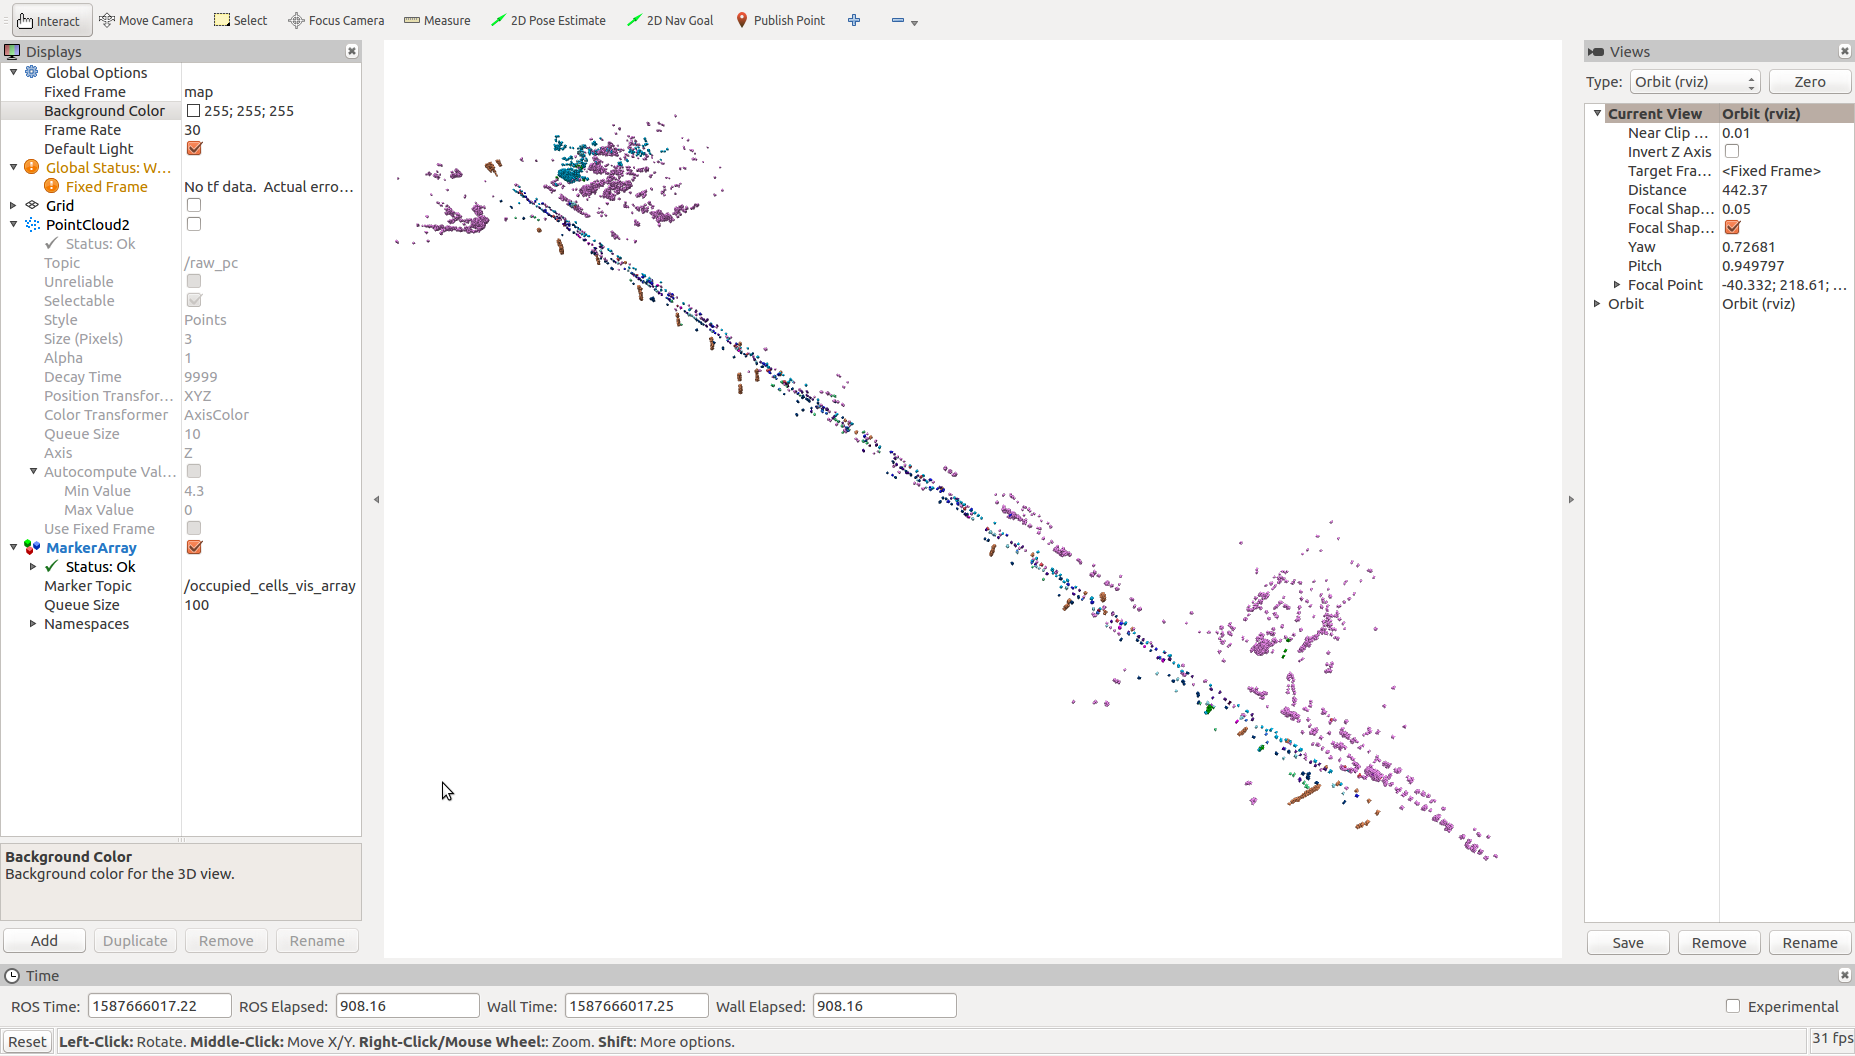 Interact Move Camera Select Focus Camera Measure 2D Pose Estimate 2D Nav Goal Publish Point
Displays
Global Options
Fixed Frame map
Background Color 255; 255; 255
Frame Rate 30
Default Light
Global Status: W...
Fixed Frame No tf data. Actual erro...
Grid
PointCloud2
Status: Ok
Topic /raw_pc
Unreliable
Selectable
Style Points
Size (Pixels) 3
Alpha 1
Decay Time 9999
Position Transfor... XYZ
Color Transformer AxisColor
Queue Size 10
Axis Z
Autocompute Val...
Min Value 4.3
Max Value 0
Use Fixed Frame
MarkerArray
Status: Ok
Marker Topic /occupied_cells_vis_array
Queue Size 100
Namespaces
Background Color
Background color for the 3D view.
Add Duplicate Remove Rename
Views
Type: Orbit (rviz) Zero
Current View Orbit (rviz)
Near Clip ... 0.01
Invert Z Axis
Target Fra... <Fixed Frame>
Distance 442.37
Focal Shap... 0.05
Focal Shap...
Yaw 0.72681
Pitch 0.949797
Focal Point -40.332; 218.61; ...
Orbit Orbit (rviz)
Save Remove Rename
Time
ROS Time: 1587666017.22 ROS Elapsed: 908.16 Wall Time: 1587666017.25 Wall Elapsed: 908.16 Experimental
Reset Left-Click: Rotate. Middle-Click: Move X/Y. Right-Click/Mouse Wheel:: Zoom. Shift: More options. 31 fps